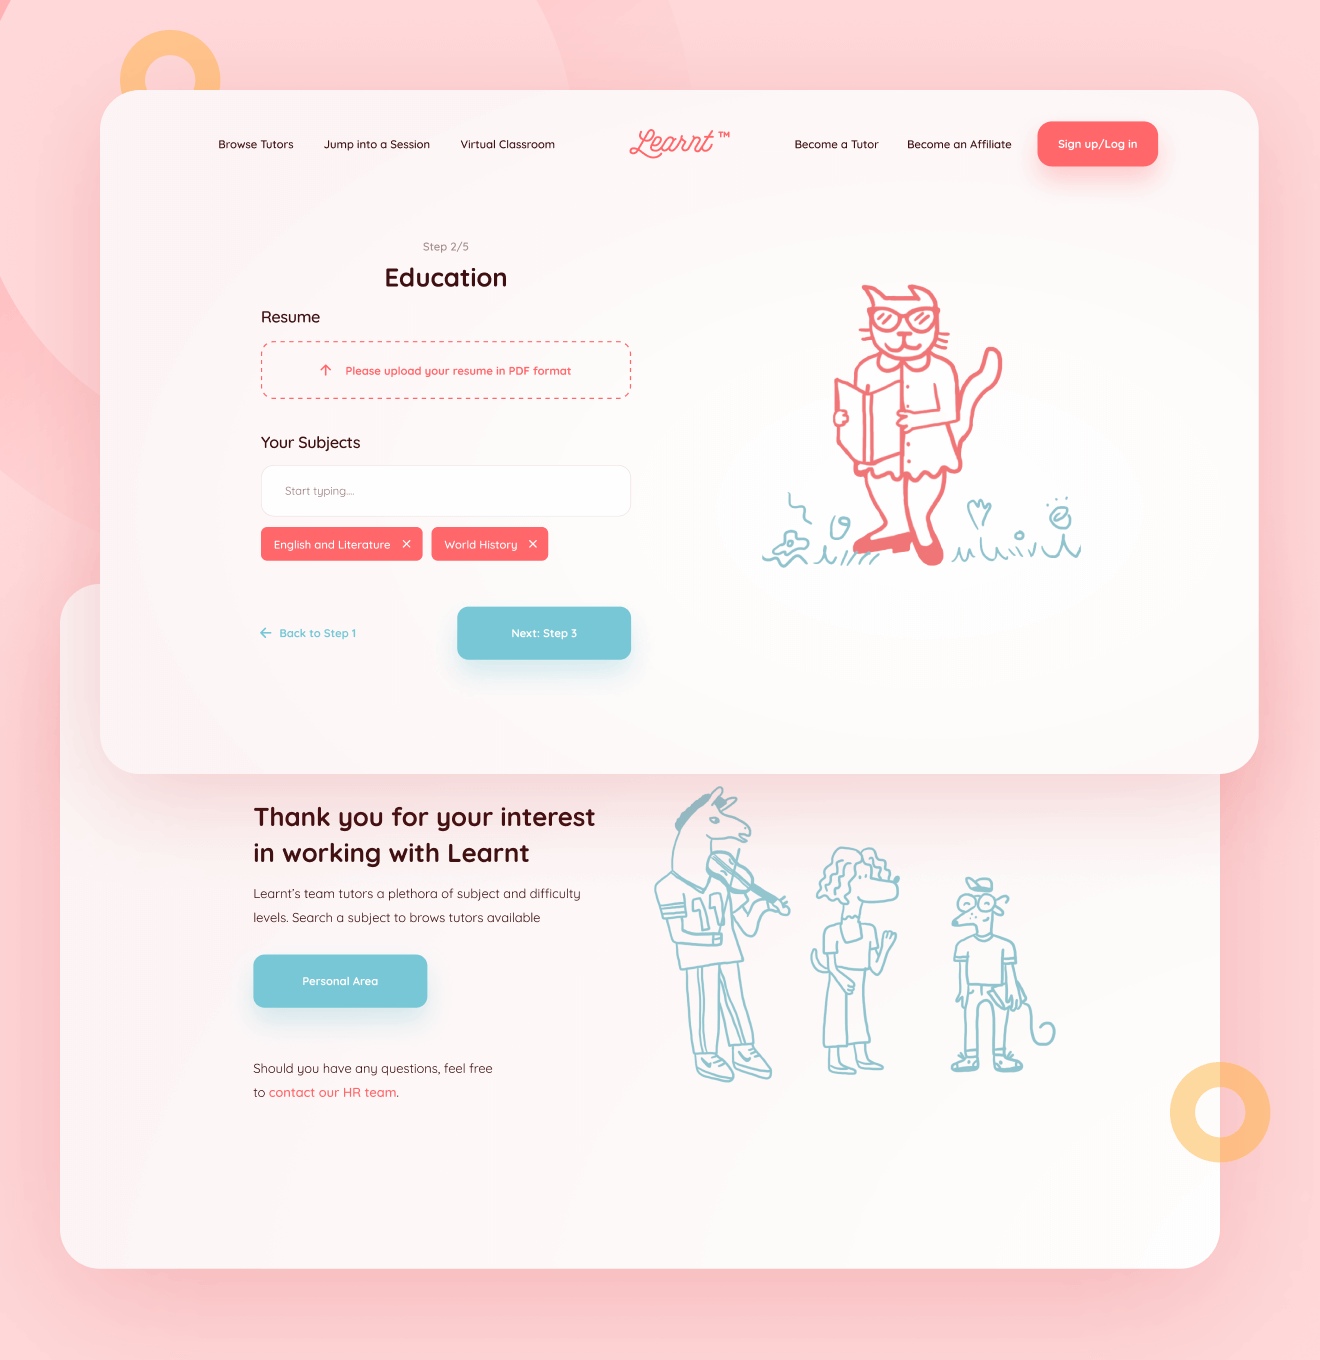 Browse Tutors
Jump into a Session
Virtual Classroom
Learnt™
Become a Tutor
Become an Affiliate
Sign up/Log in
Step 2/5
Education
Resume
Please upload your resume in PDF format
Your Subjects
Start typing....
English and Literature
World History
Back to Step 1
Next: Step 3
Thank you for your interest
in working with Learnt
Learnt’s team tutors a plethora of subject and difficulty
levels. Search a subject to brows tutors available
Personal Area
Should you have any questions, feel free
to contact our HR team.